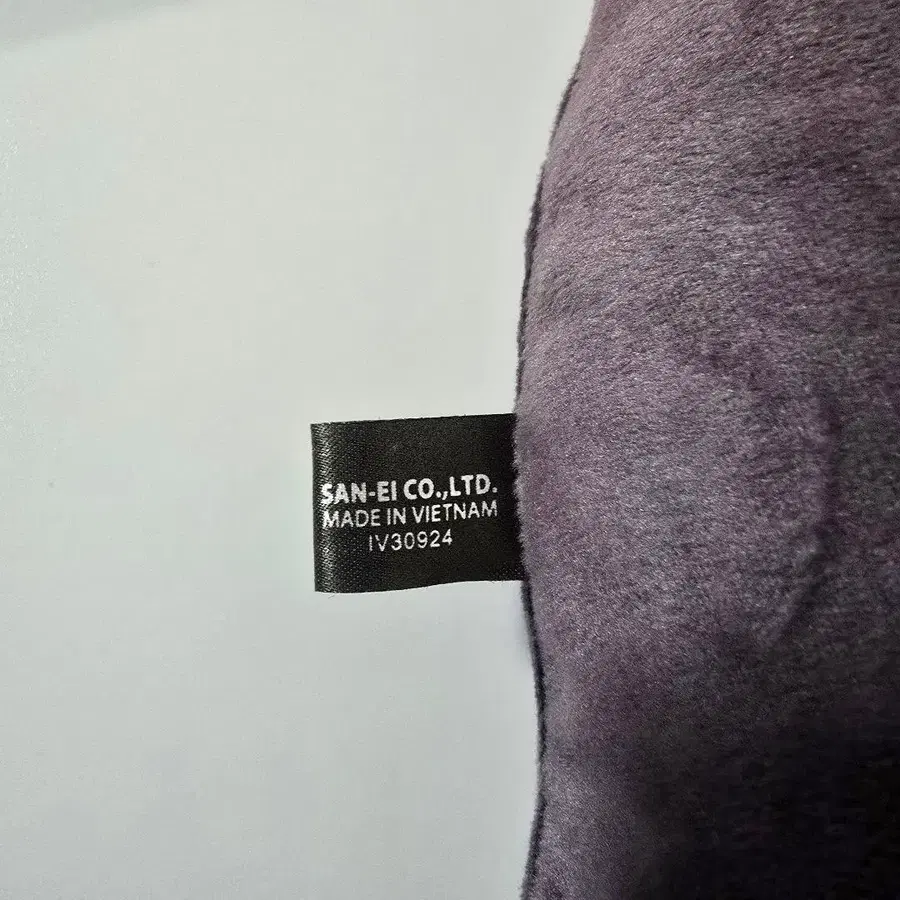 SAN-EI CO.,LTD.
MADE IN VIETNAM
IV30924